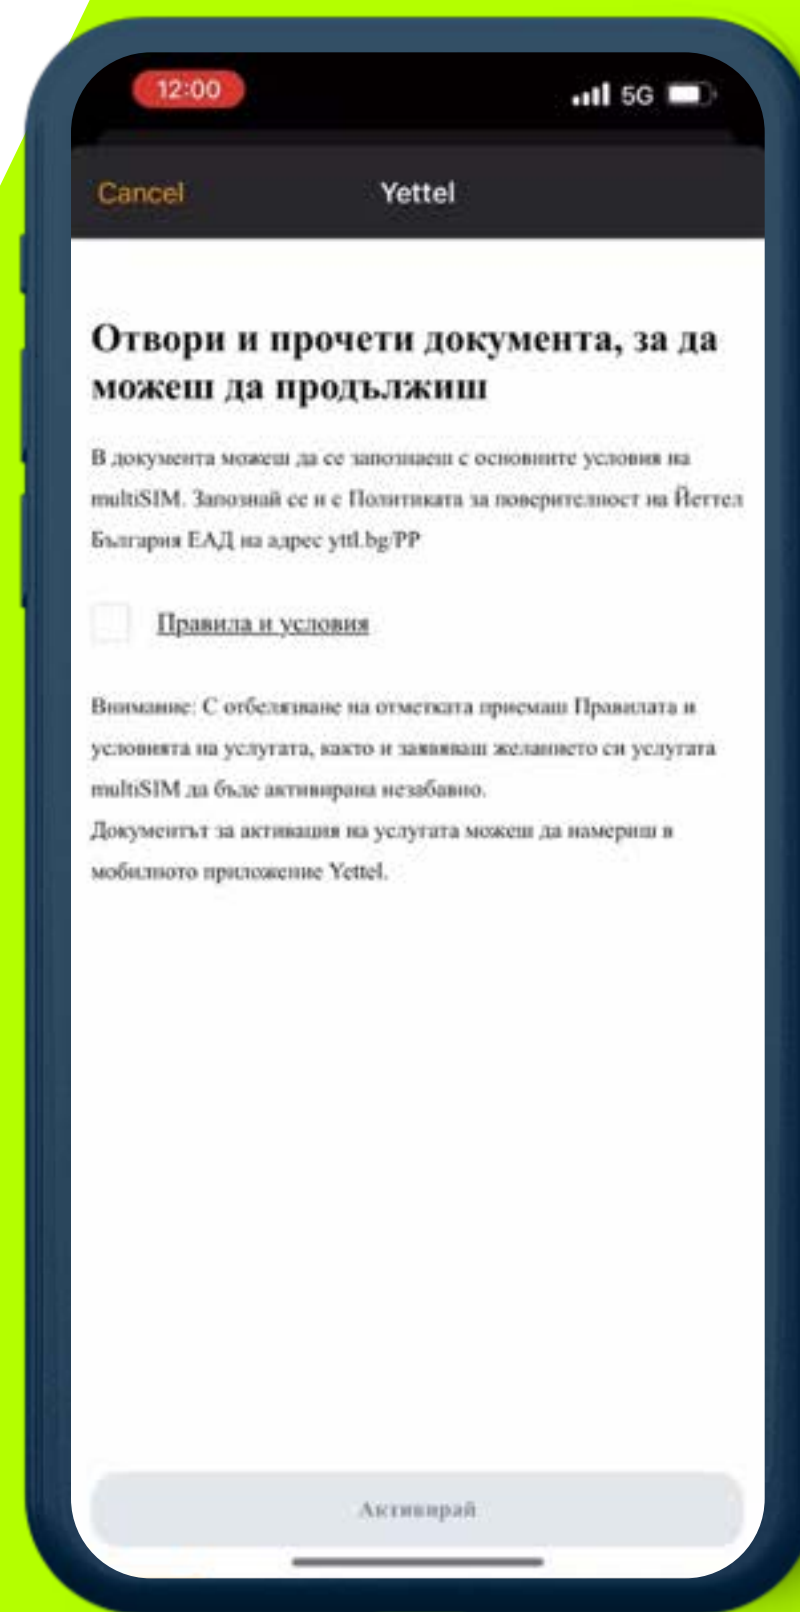 12:00
5G
Cancel
Yettel
Отвори и прочети документа, за да
можеш да продължиш
В документа можеш да се запознаеш с основните условия на
multiSIM. Запознай се и с Политиката за поверителност на Йеттел
България ЕАД на адрес yttl.bg/PP
Правила и условия
Внимание: С отбелязване на отметката приемаш Правилата и
условията на услугата, както и заявяваш желанието си услугата
multiSIM да бъде активирана незабавно.
Документът за активация на услугата можеш да намериш в
мобилното приложение Yettel.
Активирай